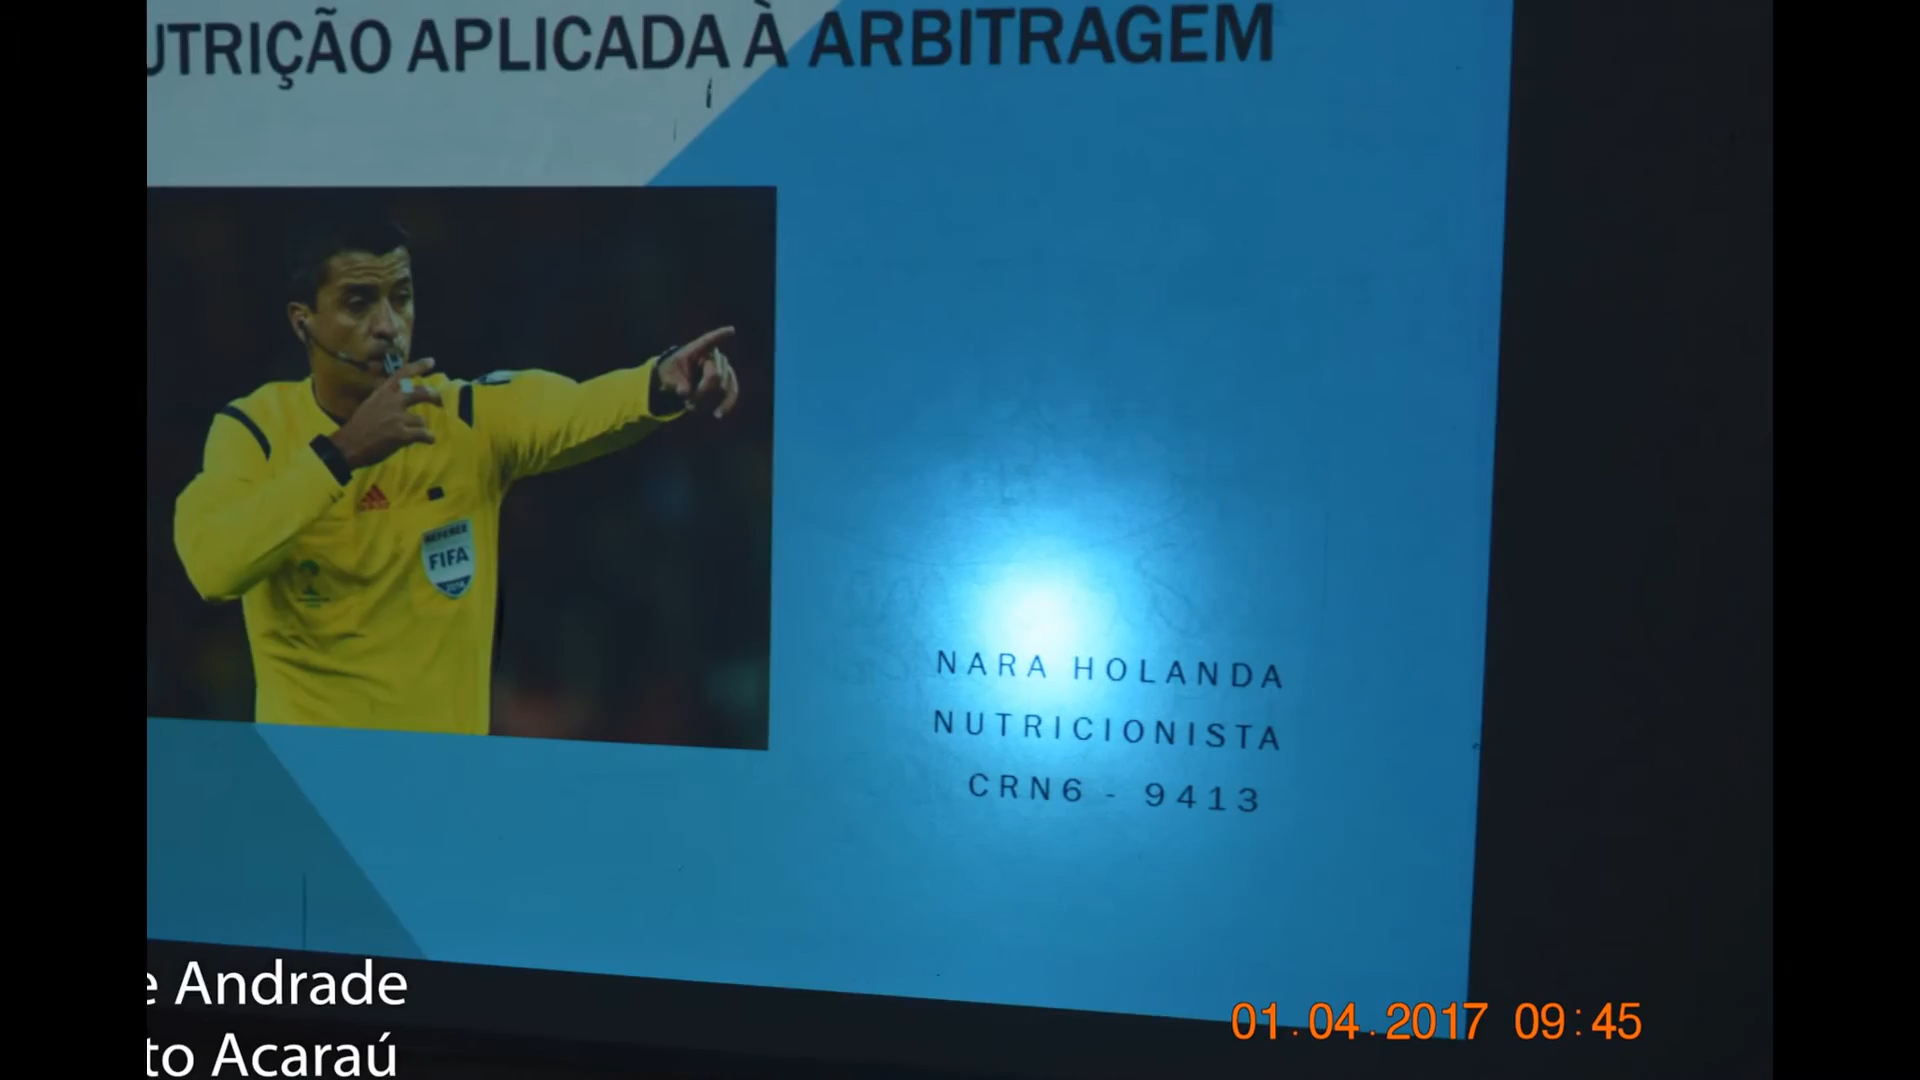 UTRIÇÃO APLICADA À ARBITRAGEM
REFEREE
FIFA
NARA HOLANDA
NUTRICIONISTA
CRN6 - 9413
e Andrade
to Acaraú
01.04.2017 09:45